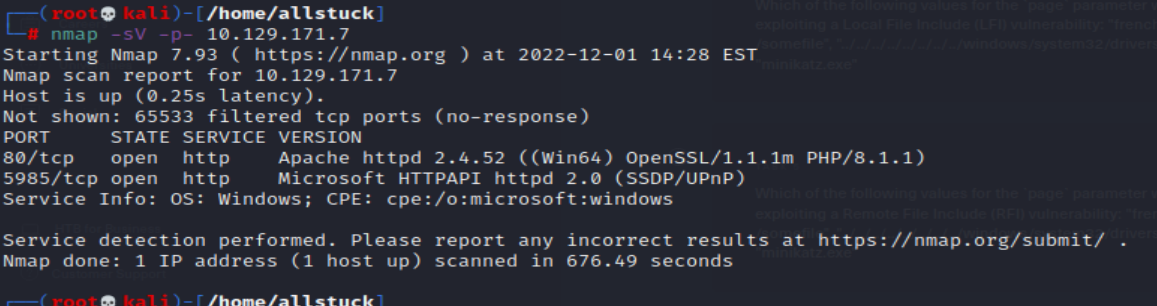 (root💀kali)-[/home/allstuck]
# nmap -sV -p- 10.129.171.7
Starting Nmap 7.93 ( https://nmap.org ) at 2022-12-01 14:28 EST
Nmap scan report for 10.129.171.7
Host is up (0.25s latency).
Not shown: 65533 filtered tcp ports (no-response)
PORT     STATE SERVICE VERSION
80/tcp   open  http    Apache httpd 2.4.52 ((Win64) OpenSSL/1.1.1m PHP/8.1.1)
5985/tcp open  http    Microsoft HTTPAPI httpd 2.0 (SSDP/UPnP)
Service Info: OS: Windows; CPE: cpe:/o:microsoft:windows
Service detection performed. Please report any incorrect results at https://nmap.org/submit/ .
Nmap done: 1 IP address (1 host up) scanned in 676.49 seconds
(root💀kali)-[/home/allstuck]
Which of the following values for the `page` parameter
exploiting a Local File Include (LFI) vulnerability: "french
/somefile", "../../../../../../../../windows/system32/drivers
"minikatz.exe"
Which of the following values for the `page` parameter
exploiting a Remote File Include (RFI) vulnerability: "fren
"minikatz.exe"